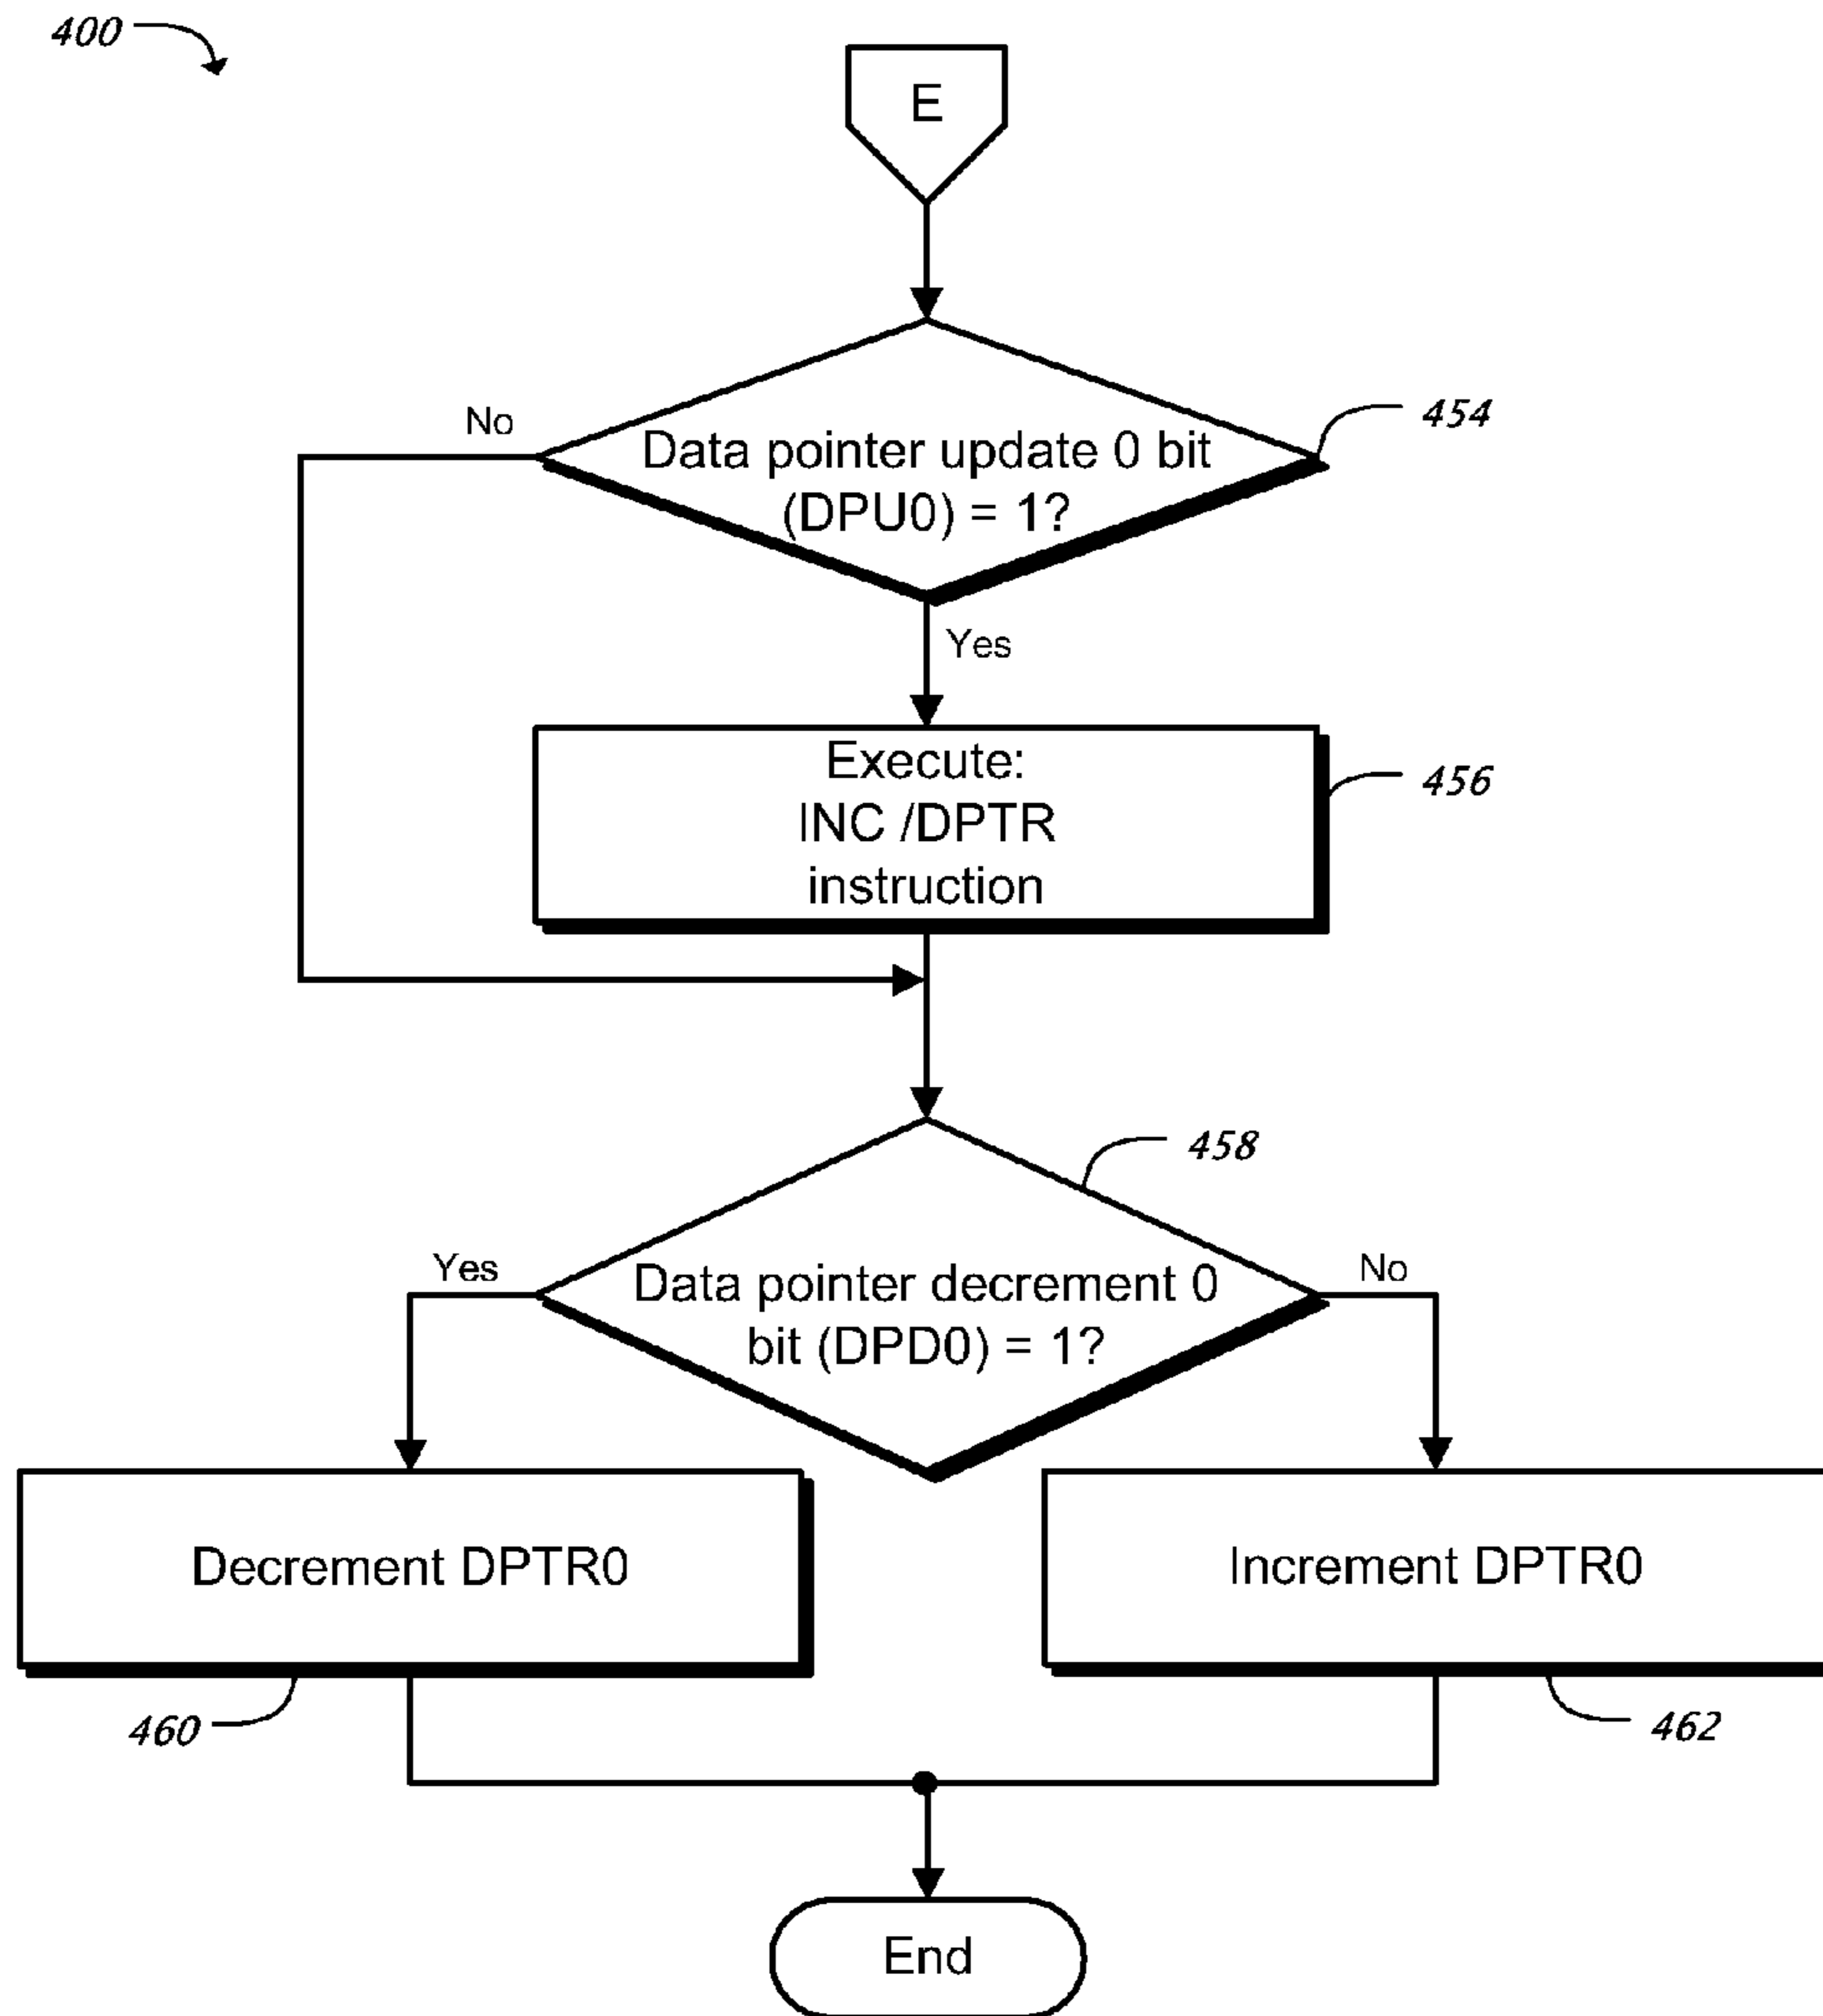 400
E
No
Data pointer update 0 bit
(DPU0) = 1?
454
Yes
Execute:
INC /DPTR
instruction
456
458
Yes
Data pointer decrement 0
bit (DPD0) = 1?
No
Decrement DPTR0
Increment DPTR0
460
462
End